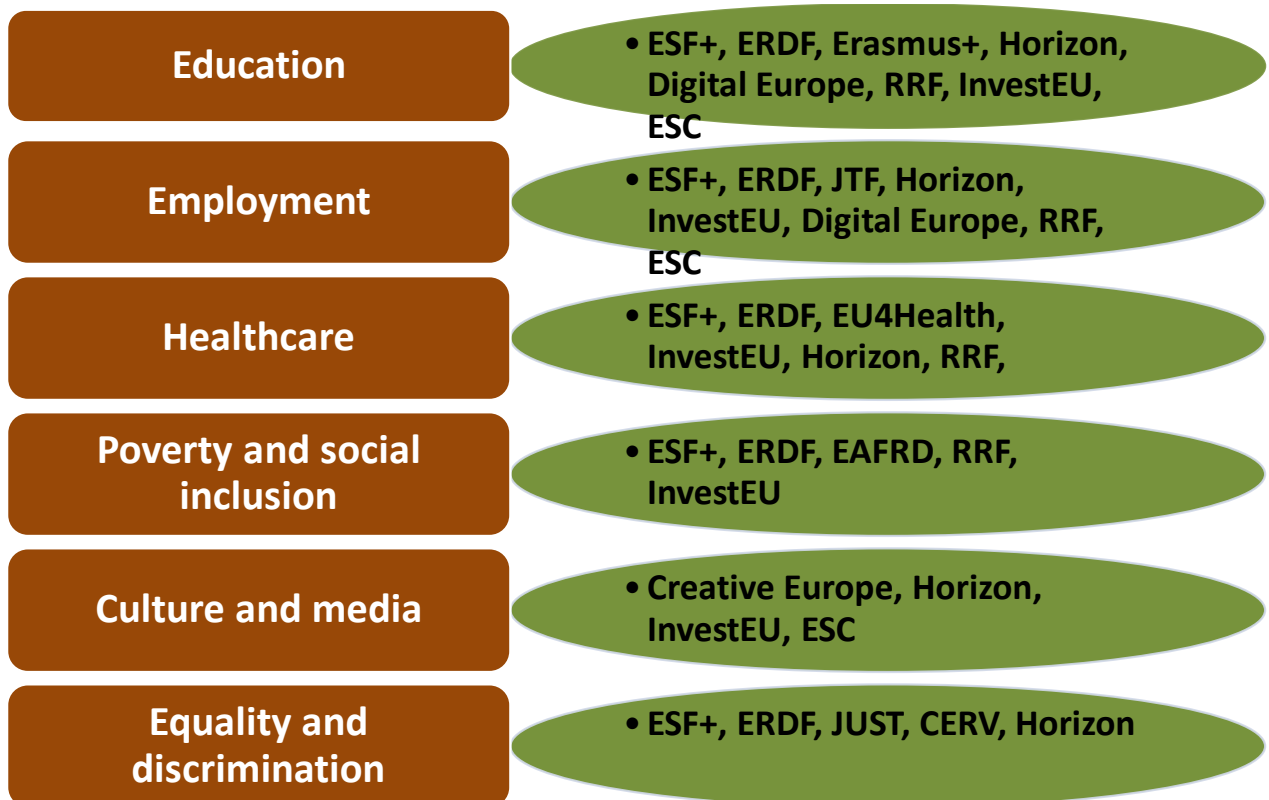 Education
• ESF+, ERDF, Erasmus+, Horizon,
Digital Europe, RRF, InvestEU,
ESC
Employment
• ESF+, ERDF, JTF, Horizon,
InvestEU, Digital Europe, RRF,
ESC
Healthcare
• ESF+, ERDF, EU4Health,
InvestEU, Horizon, RRF,
Poverty and social
inclusion
• ESF+, ERDF, EAFRD, RRF,
InvestEU
Culture and media
• Creative Europe, Horizon,
InvestEU, ESC
Equality and
discrimination
• ESF+, ERDF, JUST, CERV, Horizon